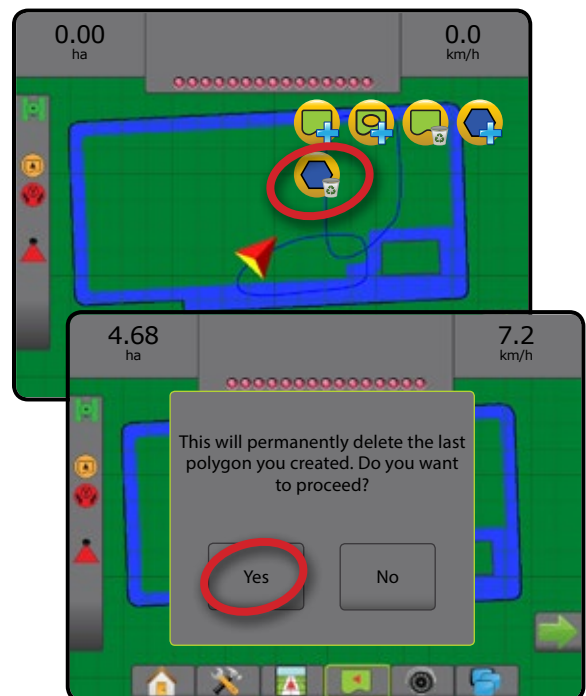 0.00
ha
0.0
km/h
4.68
ha
7.2
km/h
This will permanently delete the last
polygon you created. Do you want
to proceed?
Yes
No